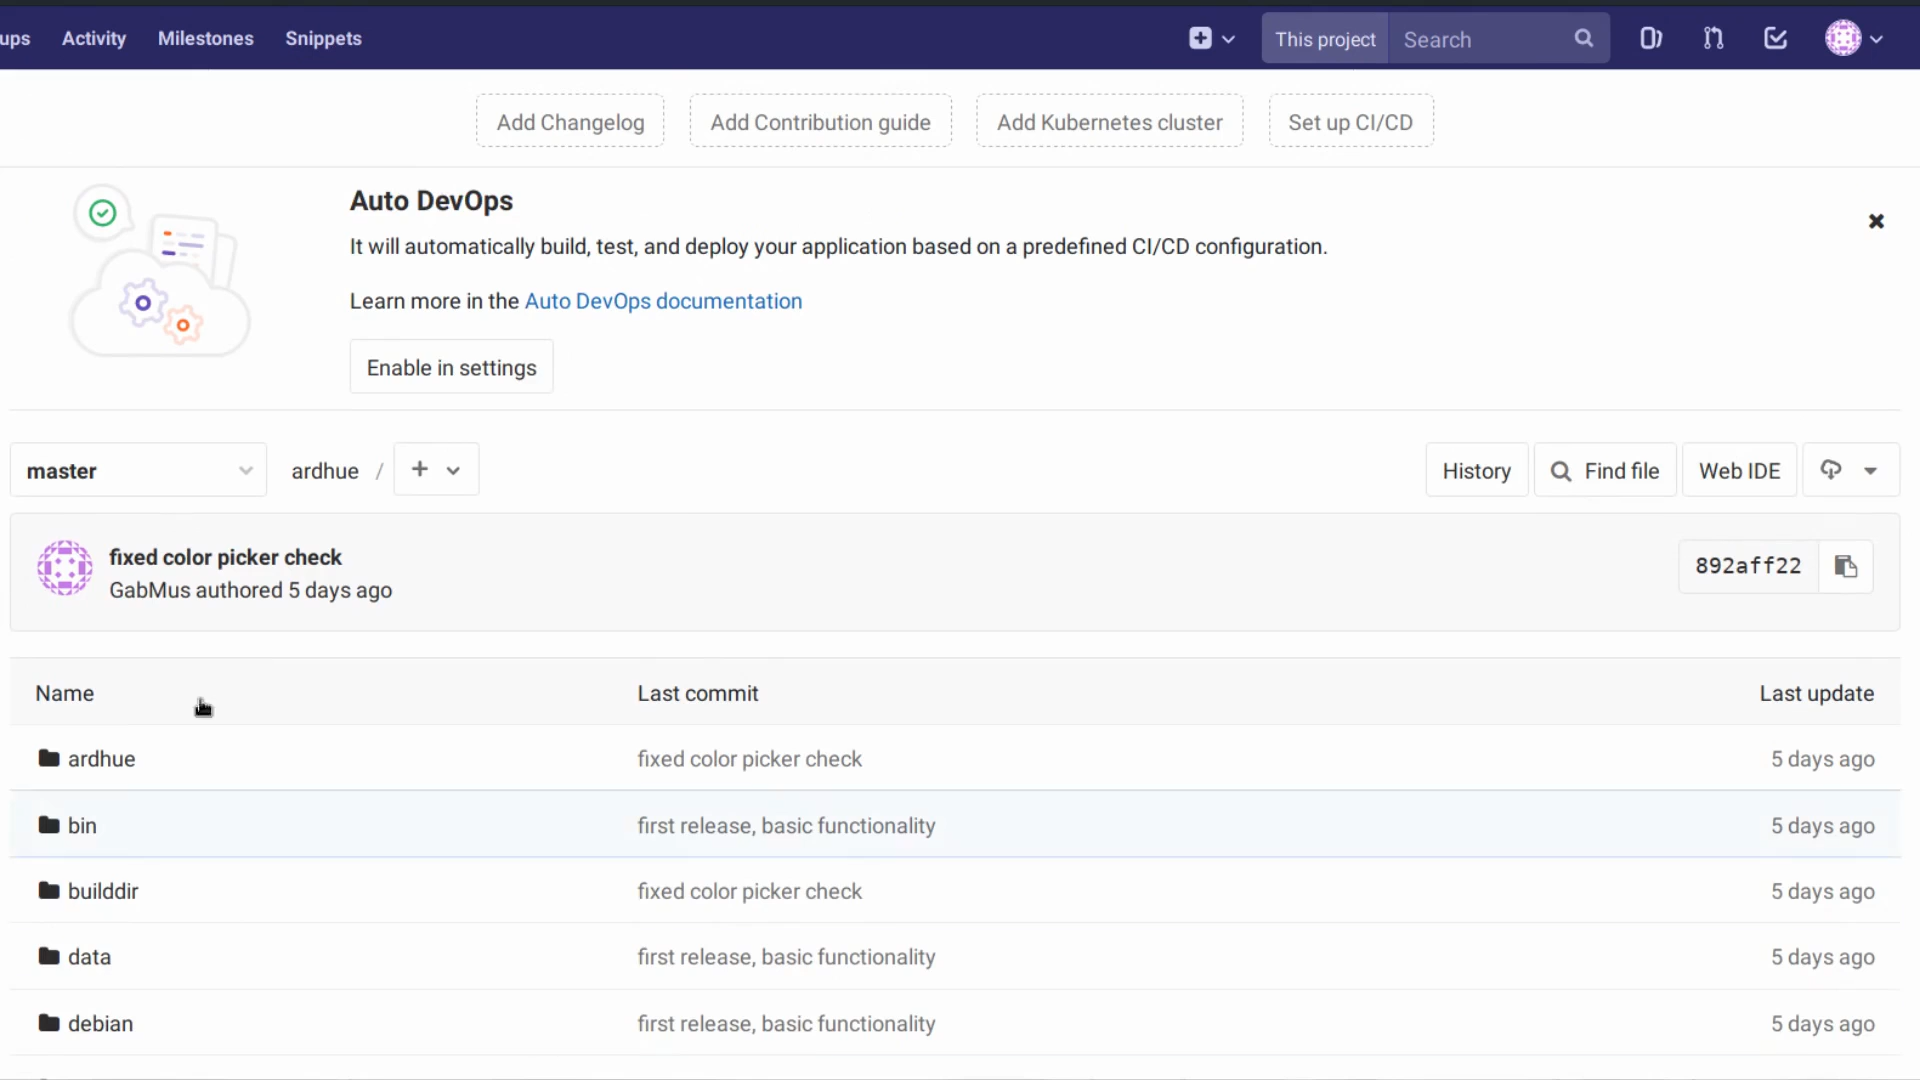 ups Activity Milestones Snippets This project Search
Add Changelog Add Contribution guide Add Kubernetes cluster Set up CI/CD
Auto DevOps
It will automatically build, test, and deploy your application based on a predefined CI/CD configuration.
Learn more in the Auto DevOps documentation
Enable in settings
master ardhue / + History Find file Web IDE
fixed color picker check
GabMus authored 5 days ago
892aff22
Name Last commit Last update
ardhue fixed color picker check 5 days ago
bin first release, basic functionality 5 days ago
builddir fixed color picker check 5 days ago
data first release, basic functionality 5 days ago
debian first release, basic functionality 5 days ago